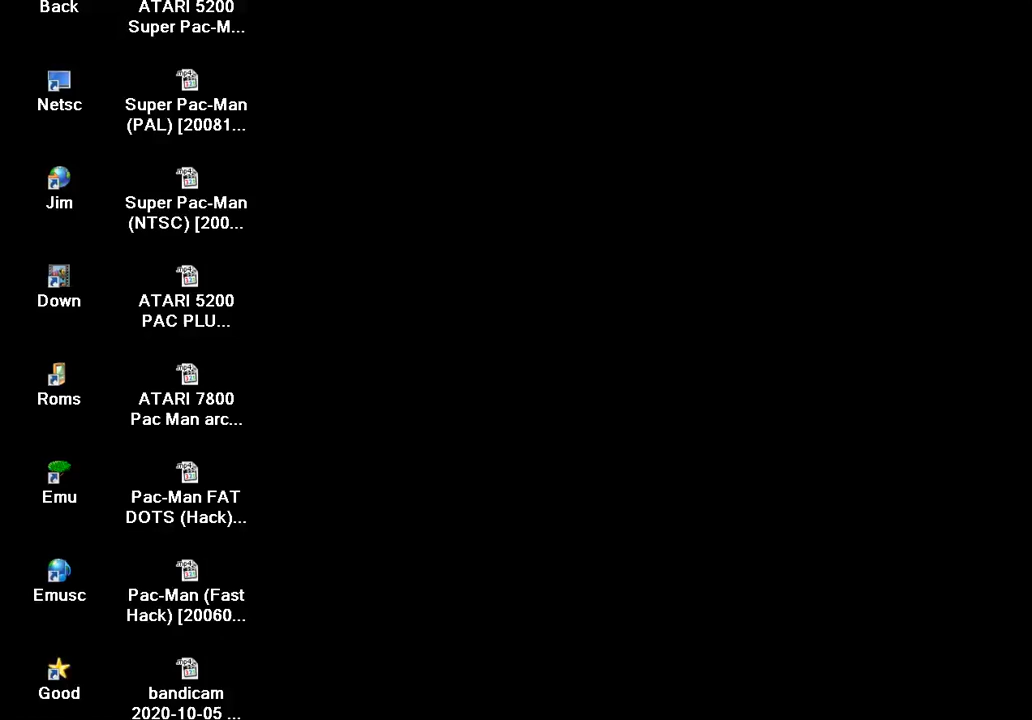 Back
ATARI 5200
Super Pac-M...
Netsc
Super Pac-Man
(PAL) [20081...
Jim
Super Pac-Man
(NTSC) [200...
Down
ATARI 5200
PAC PLU...
Roms
ATARI 7800
Pac Man arc...
Emu
Pac-Man FAT
DOTS (Hack)...
Emusc
Pac-Man (Fast
Hack) [20060...
Good
bandicam
2020-10-05 ...